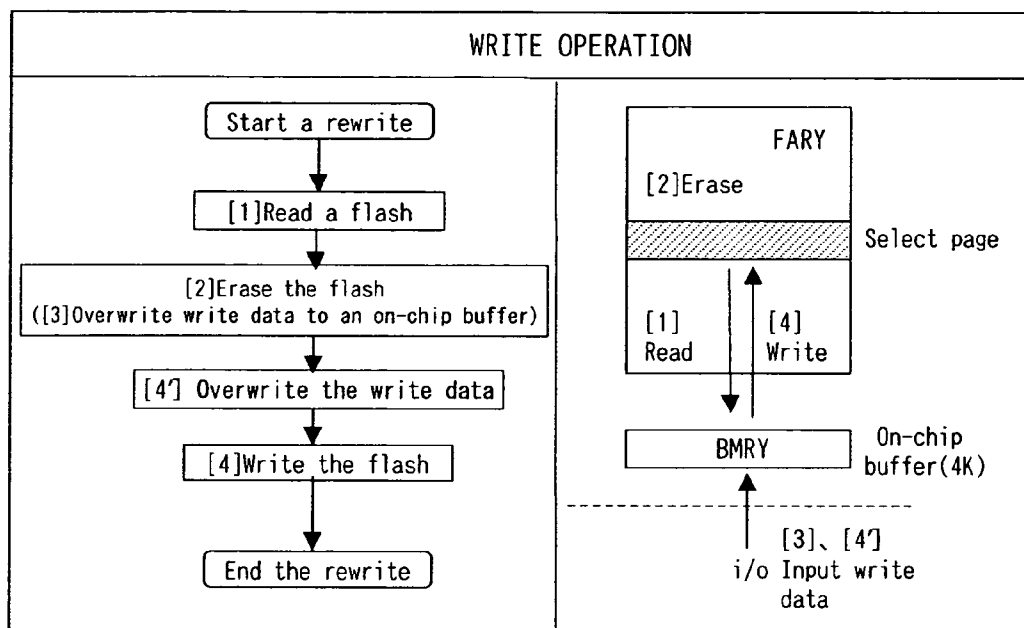 WRITE OPERATION
Start a rewrite
[1]Read a flash
[2]Erase the flash
([3]Overwrite write data to an on-chip buffer)
[4'] Overwrite the write data
[4]Write the flash
End the rewrite
FARY
[2]Erase
Select page
[1]
Read
[4]
Write
BMRY
On-chip
buffer(4K)
[3]、[4']
i/o Input write
data